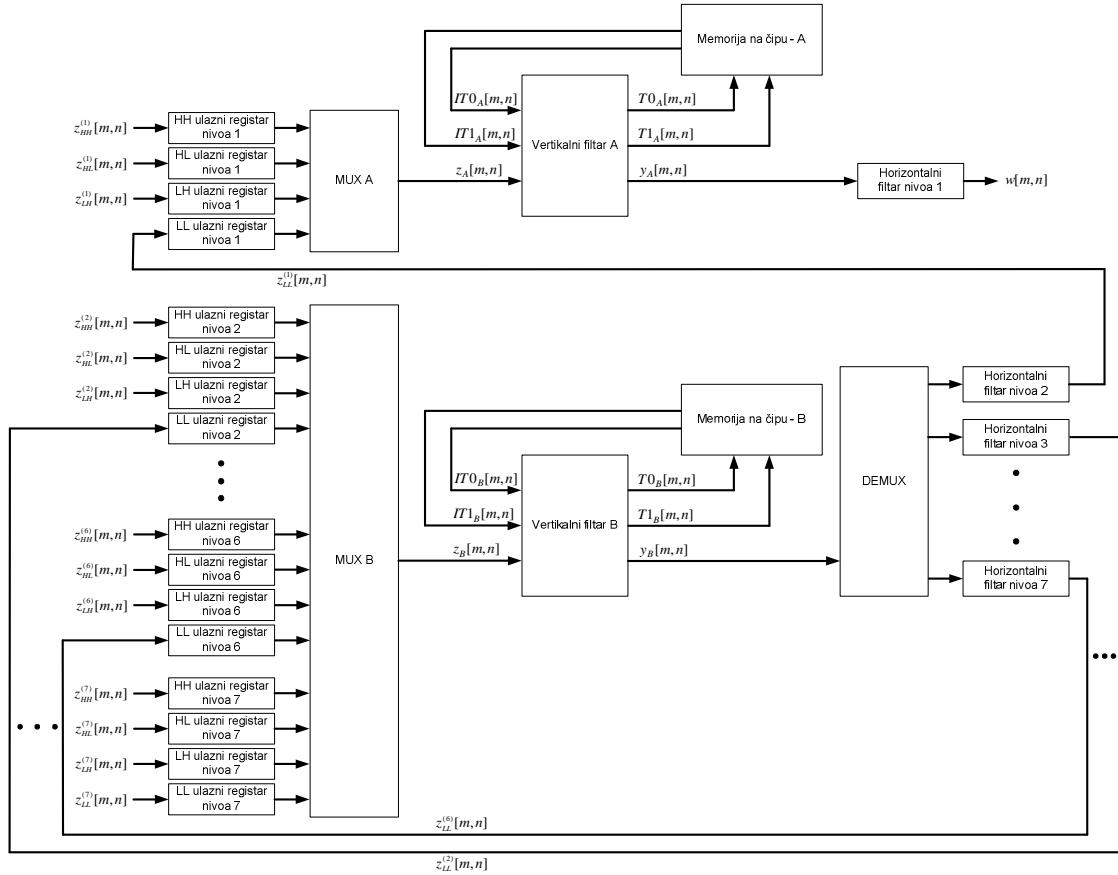 Memorija na čipu - A
IT0_A[m,n]
T0_A[m,n]
IT1_A[m,n]
T1_A[m,n]
Vertikalni filtar A
z_A[m,n]
y_A[m,n]
z_HH^(1)[m,n]
HH ulazni registar
nivoa 1
z_HL^(1)[m,n]
HL ulazni registar
nivoa 1
z_LH^(1)[m,n]
LH ulazni registar
nivoa 1
LL ulazni registar
nivoa 1
MUX A
Horizontalni
filtar nivoa 1
w[m,n]
z_LL^(1)[m,n]
z_HH^(2)[m,n]
HH ulazni registar
nivoa 2
z_HL^(2)[m,n]
HL ulazni registar
nivoa 2
z_LH^(2)[m,n]
LH ulazni registar
nivoa 2
LL ulazni registar
nivoa 2
z_HH^(6)[m,n]
HH ulazni registar
nivoa 6
z_HL^(6)[m,n]
HL ulazni registar
nivoa 6
z_LH^(6)[m,n]
LH ulazni registar
nivoa 6
LL ulazni registar
nivoa 6
z_HH^(7)[m,n]
HH ulazni registar
nivoa 7
z_HL^(7)[m,n]
HL ulazni registar
nivoa 7
z_LH^(7)[m,n]
LH ulazni registar
nivoa 7
z_LL^(7)[m,n]
LL ulazni registar
nivoa 7
MUX B
Memorija na čipu - B
IT0_B[m,n]
T0_B[m,n]
IT1_B[m,n]
T1_B[m,n]
Vertikalni filtar B
z_B[m,n]
y_B[m,n]
DEMUX
Horizontalni
filtar nivoa 2
Horizontalni
filtar nivoa 3
Horizontalni
filtar nivoa 7
z_LL^(6)[m,n]
z_LL^(2)[m,n]